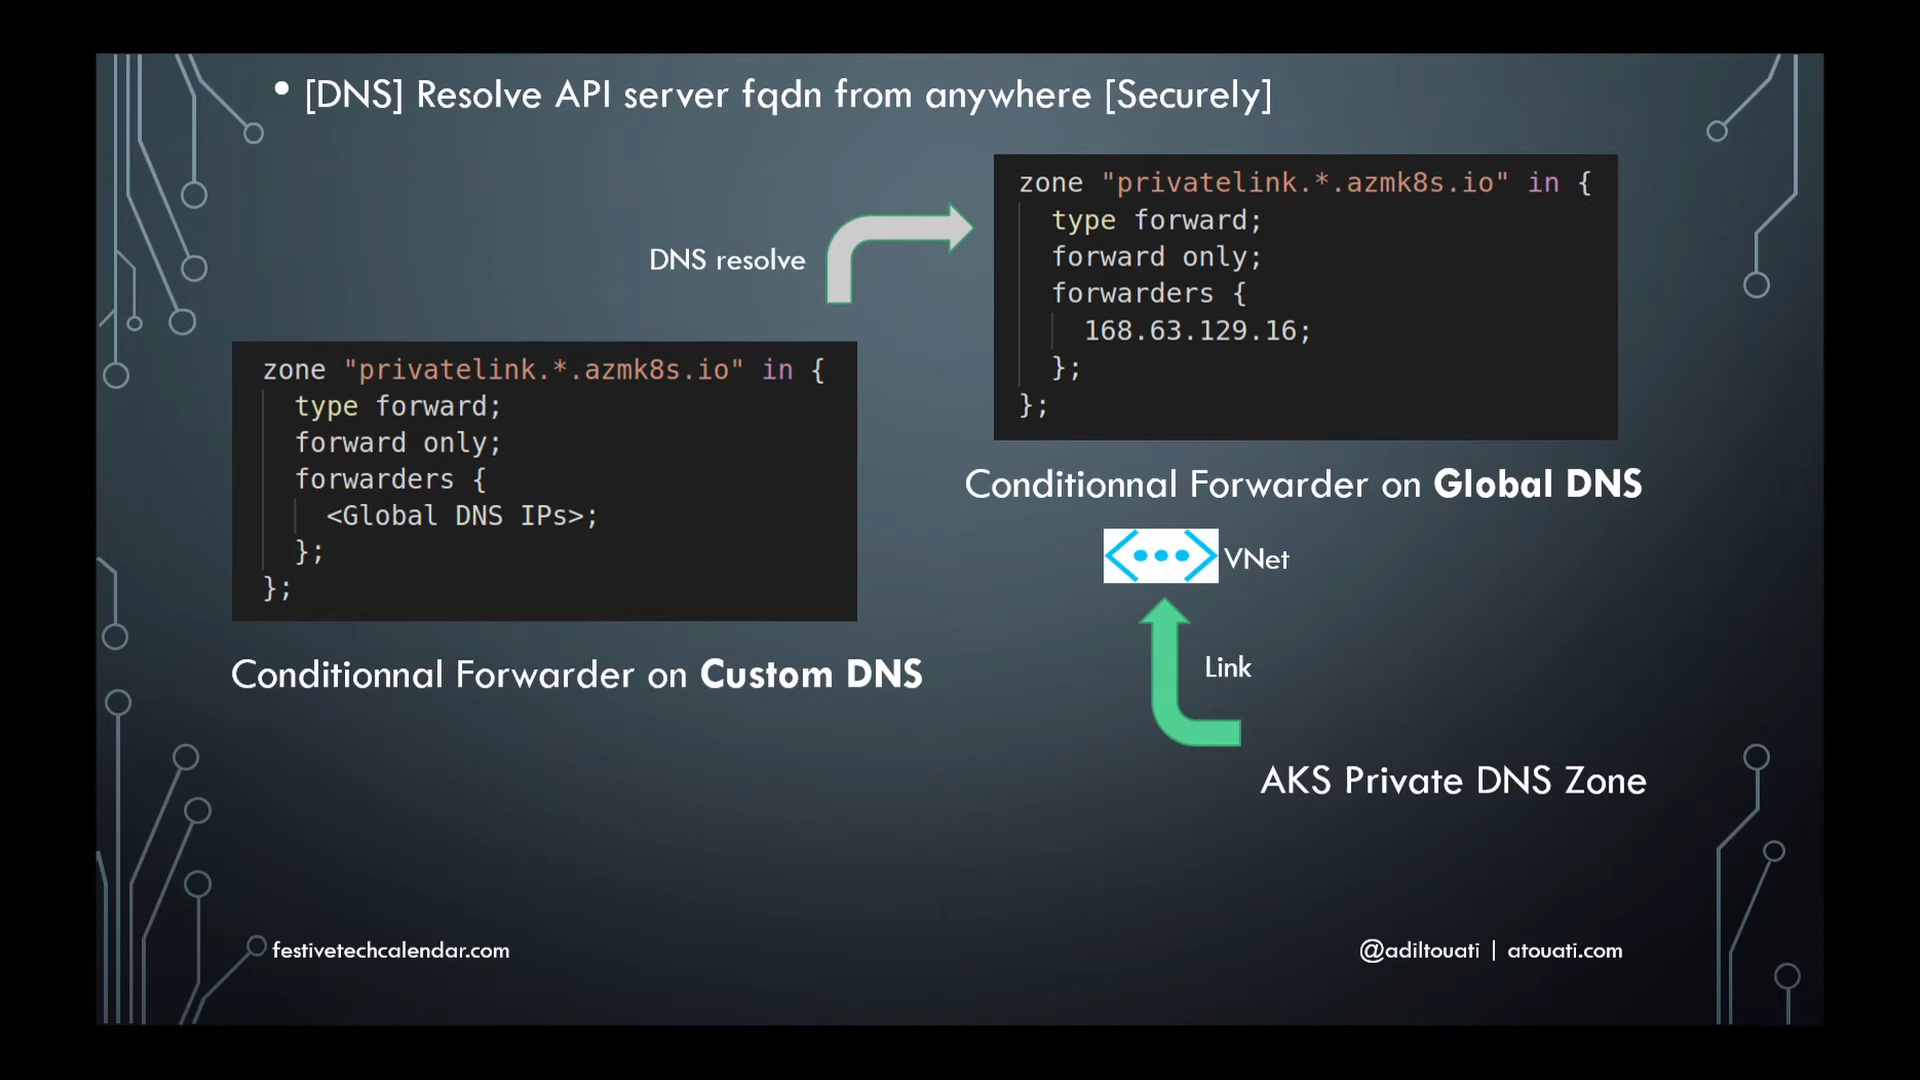 • [DNS] Resolve API server fqdn from anywhere [Securely]
DNS resolve
zone "privatelink.*.azmk8s.io" in {
type forward;
forward only;
forwarders {
<Global DNS IPs>;
};
};
Conditionnal Forwarder on Custom DNS
zone "privatelink.*.azmk8s.io" in {
type forward;
forward only;
forwarders {
168.63.129.16;
};
};
Conditionnal Forwarder on Global DNS
VNet
Link
AKS Private DNS Zone
festivetechcalendar.com
@adiltouati | atouati.com